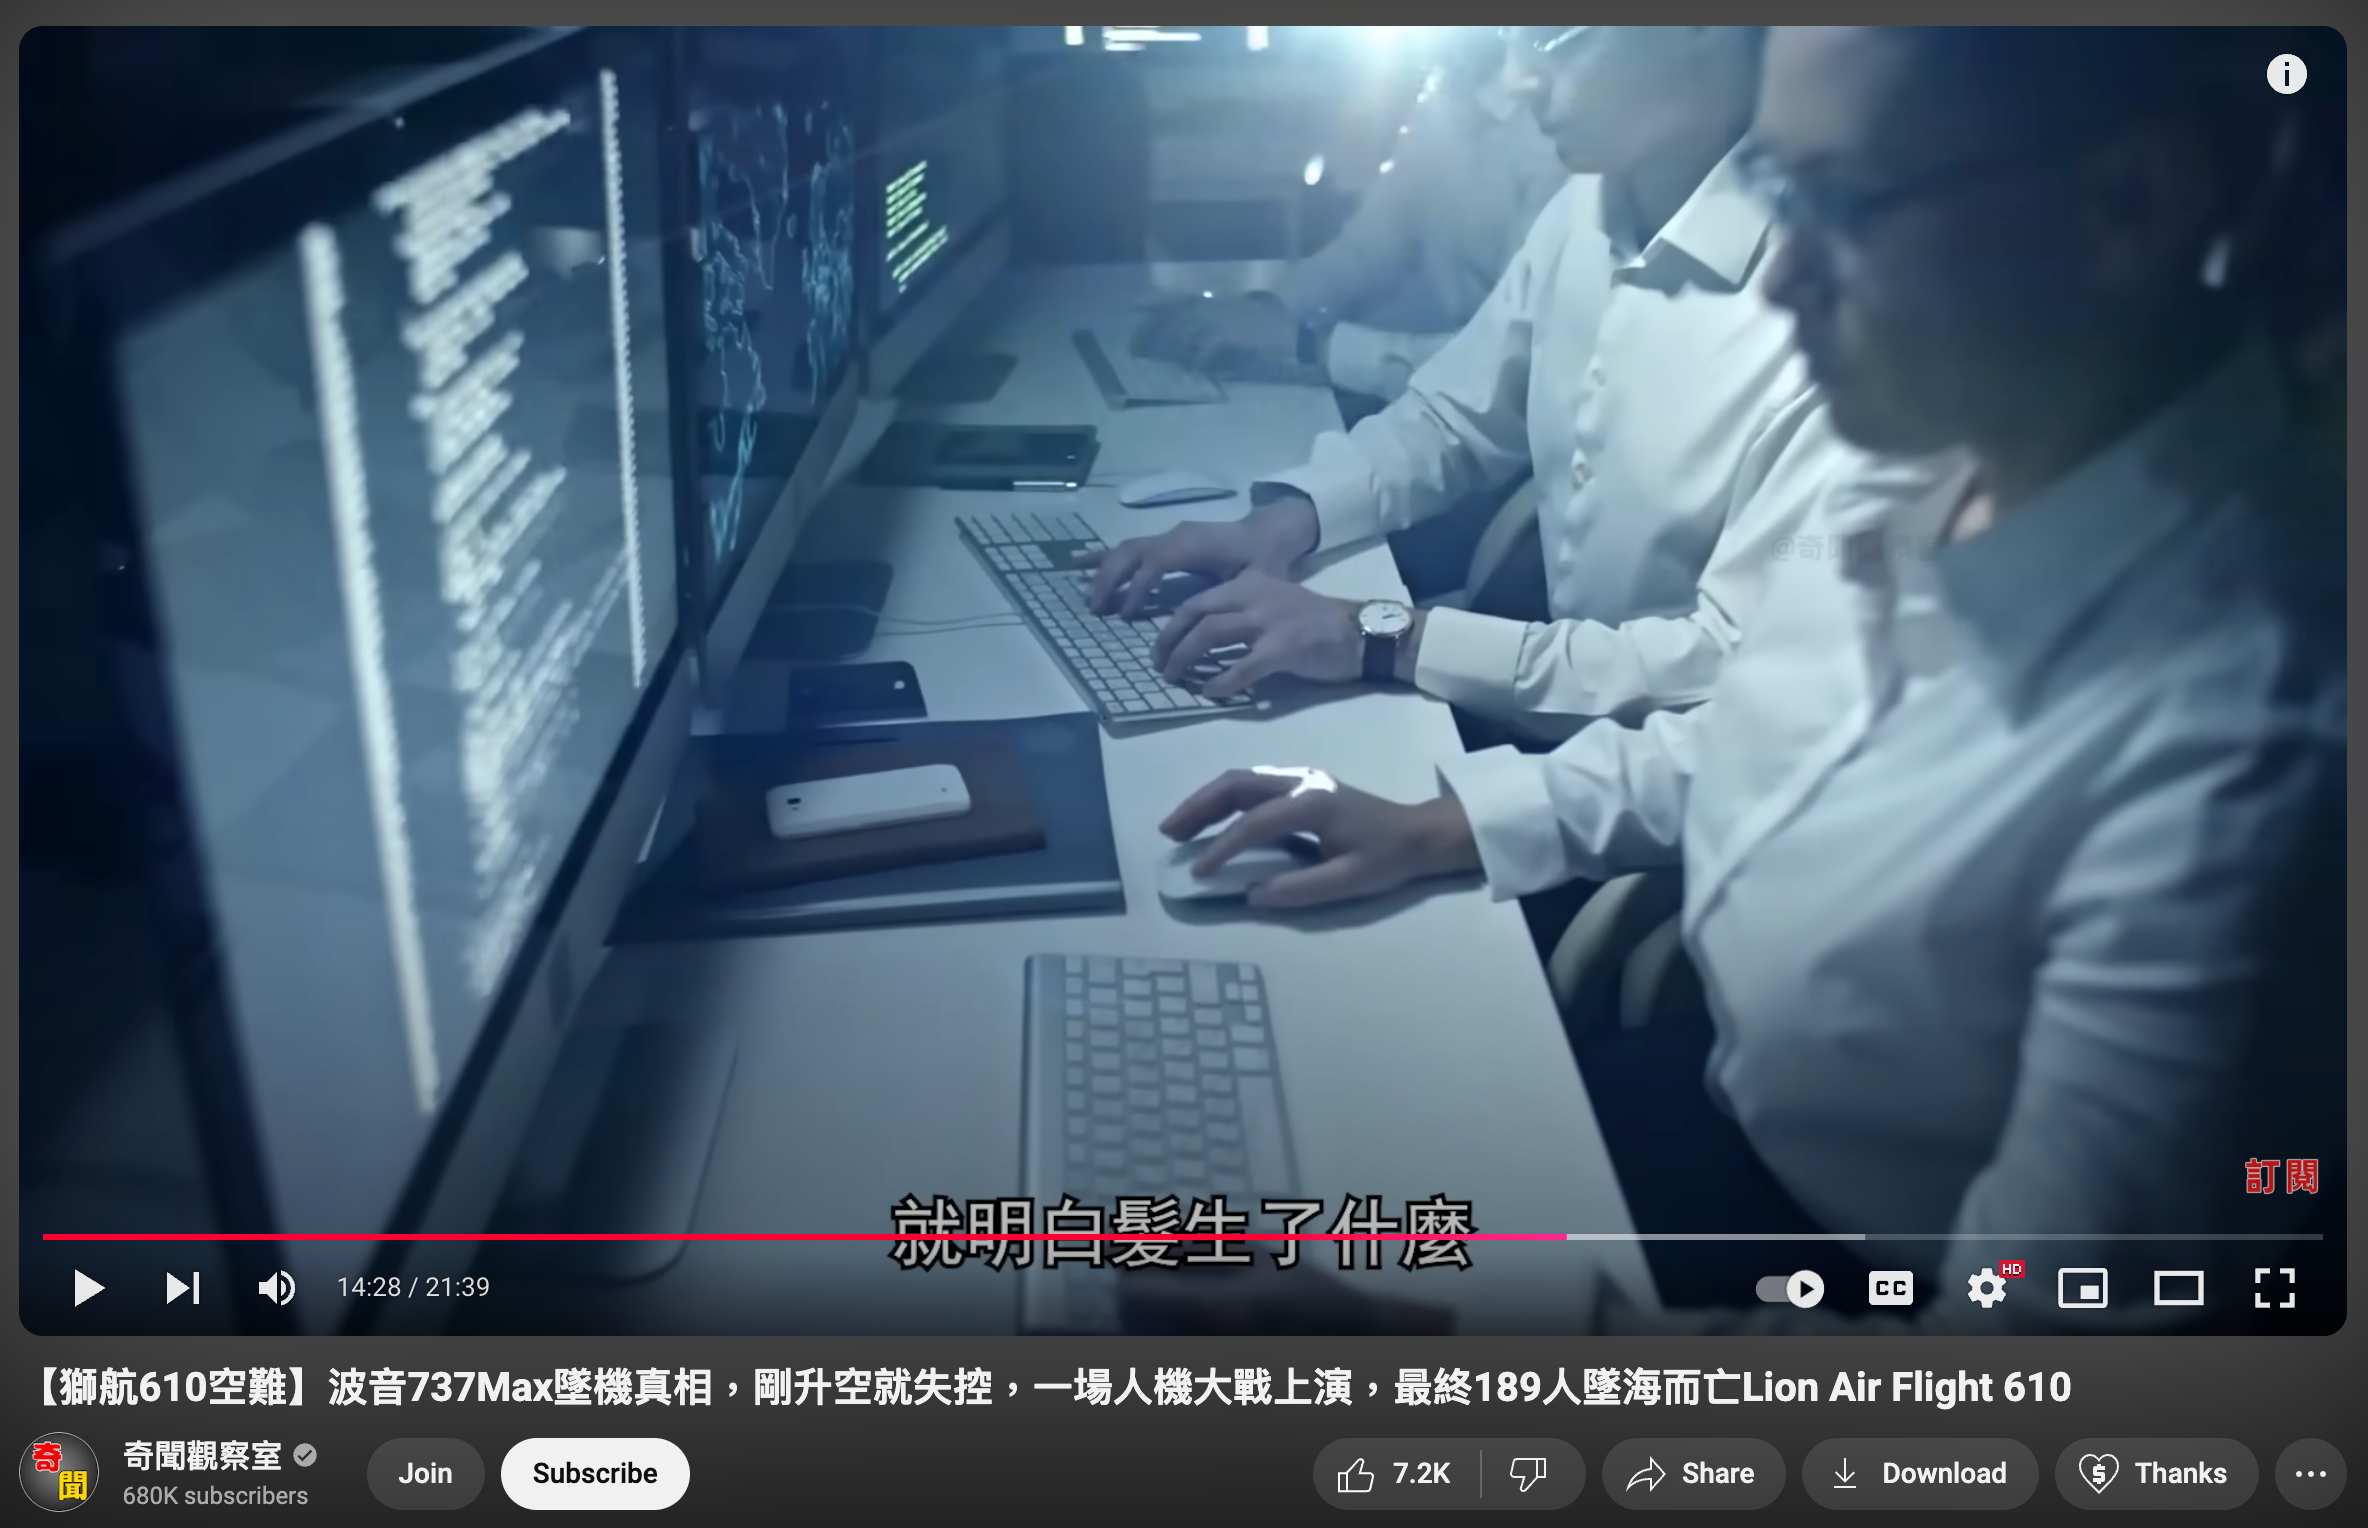 訂閱
就明白髮生了什麼
14:28 / 21:39
CC
HD
【獅航610空難】波音737Max墜機真相，剛升空就失控，一場人機大戰上演，最終189人墜海而亡Lion Air Flight 610
奇聞
奇聞觀察室
680K subscribers
Join
Subscribe
7.2K
Share
Download
Thanks